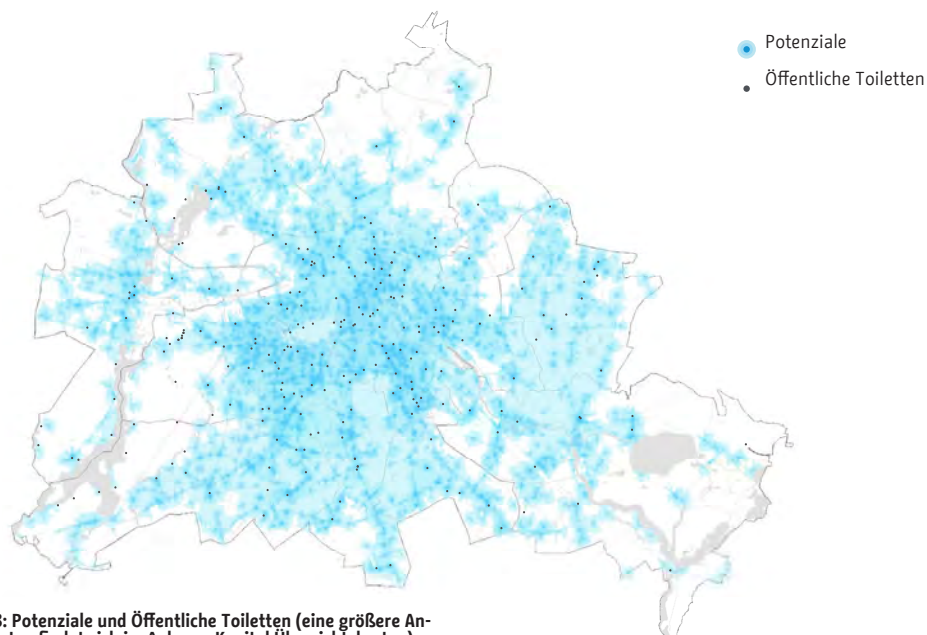 Potenziale
Öffentliche Toiletten
3: Potenziale und Öffentliche Toiletten (eine größere An-